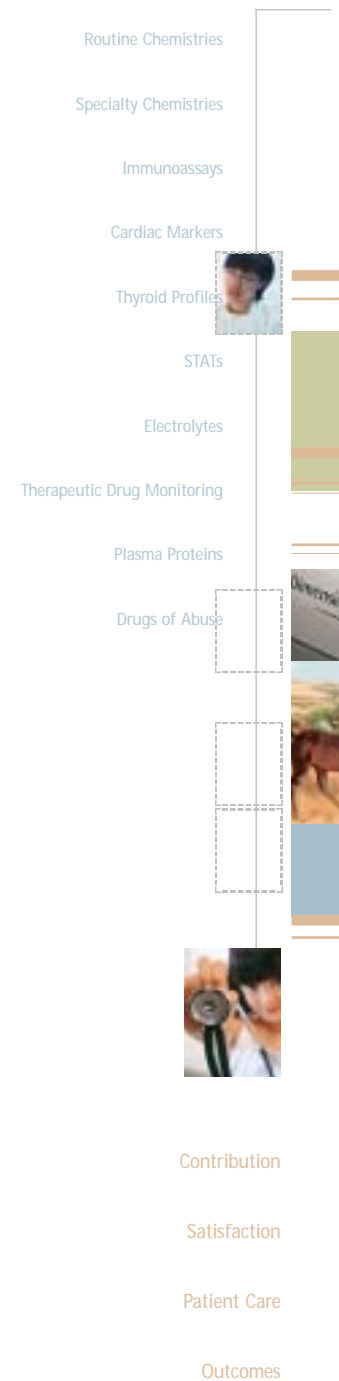 Routine Chemistries
Specialty Chemistries
Immunoassays
Cardiac Markers
Thyroid Profiles
STATs
Electrolytes
Therapeutic Drug Monitoring
Plasma Proteins
Drugs of Abuse
Contribution
Satisfaction
Patient Care
Outcomes